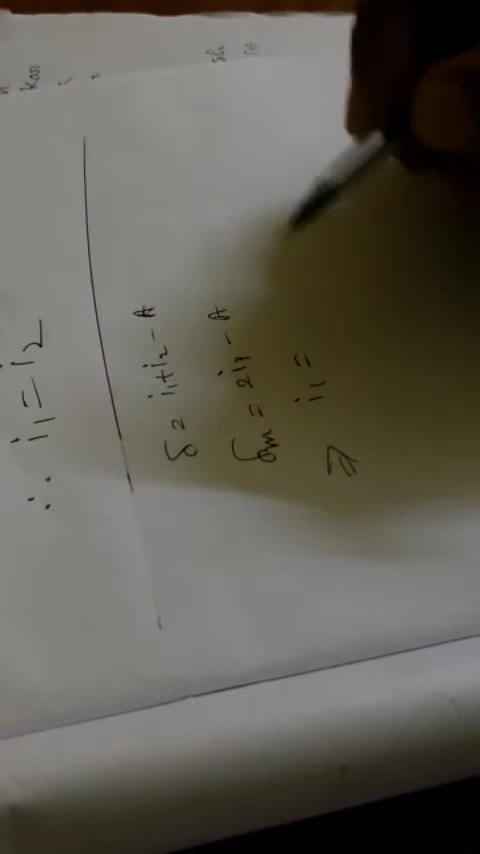 ∴ i₁ = i₂
δ = i₁ + i₂ - A
δm = 2i₁ - A
⇒ i₁ =